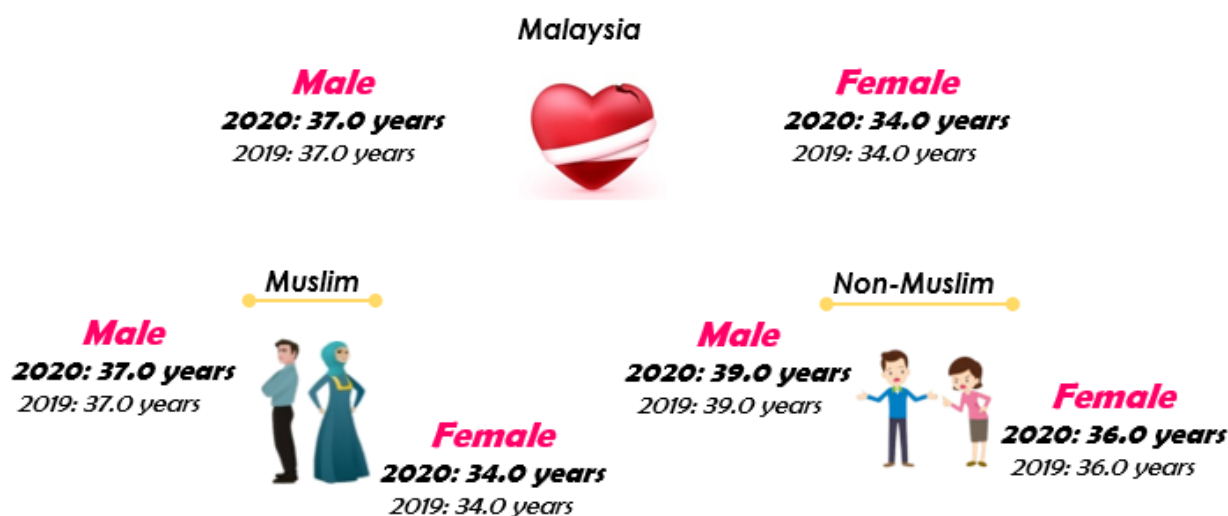 Malaysia
Male
2020: 37.0 years
2019: 37.0 years
Female
2020: 34.0 years
2019: 34.0 years
Muslim
Male
2020: 37.0 years
2019: 37.0 years
Female
2020: 34.0 years
2019: 34.0 years
Non-Muslim
Male
2020: 39.0 years
2019: 39.0 years
Female
2020: 36.0 years
2019: 36.0 years